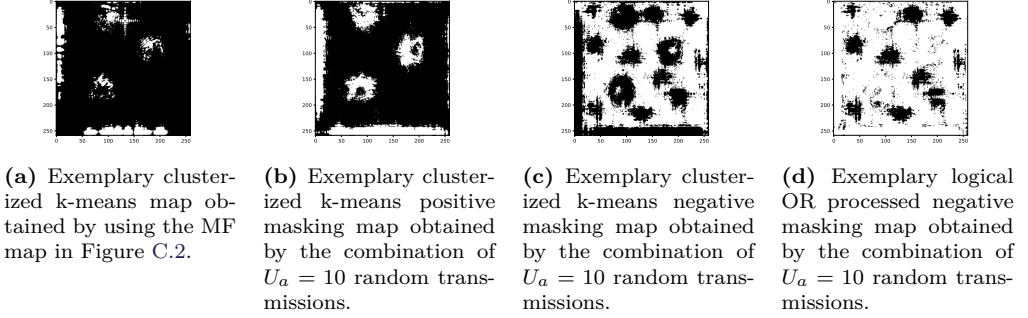 0
50
100
150
200
250
0 50 100 150 200 250
0
50
100
150
200
250
0 50 100 150 200 250
0
50
100
150
200
250
0 50 100 150 200 250
0
50
100
150
200
250
0 50 100 150 200 250
(a) Exemplary cluster-
ized k-means map ob-
tained by using the MF
map in Figure C.2.
(b) Exemplary cluster-
ized k-means positive
masking map obtained
by the combination of
U_a = 10 random trans-
missions.
(c) Exemplary cluster-
ized k-means negative
masking map obtained
by the combination of
U_a = 10 random trans-
missions.
(d) Exemplary logical
OR processed negative
masking map obtained
by the combination of
U_a = 10 random trans-
missions.